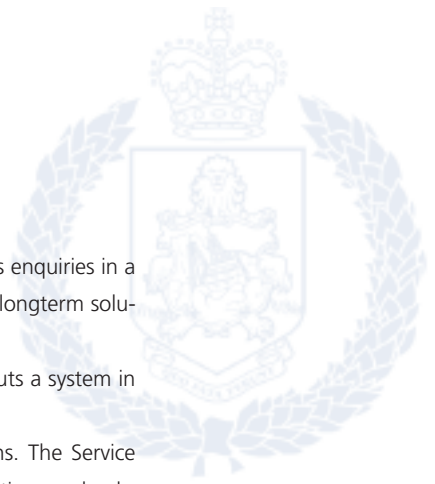 s enquiries in a
longterm solu-
uts a system in
ns. The Service